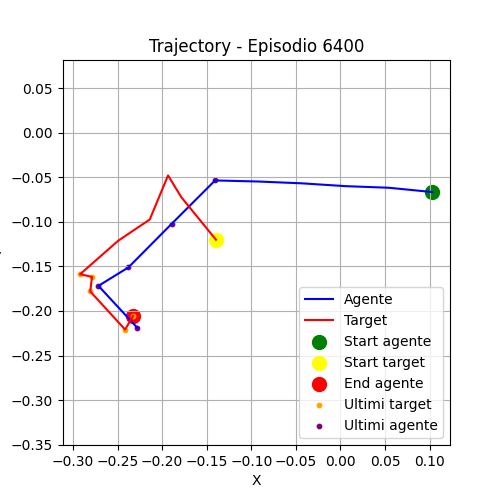 Trajectory - Episodio 6400
0.05
0.00
−0.05
−0.10
−0.15
−0.20
−0.25
−0.30
−0.35
Agente
Target
Start agente
Start target
End agente
Ultimi target
Ultimi agente
−0.30 −0.25 −0.20 −0.15 −0.10 −0.05 0.00 0.05 0.10
X